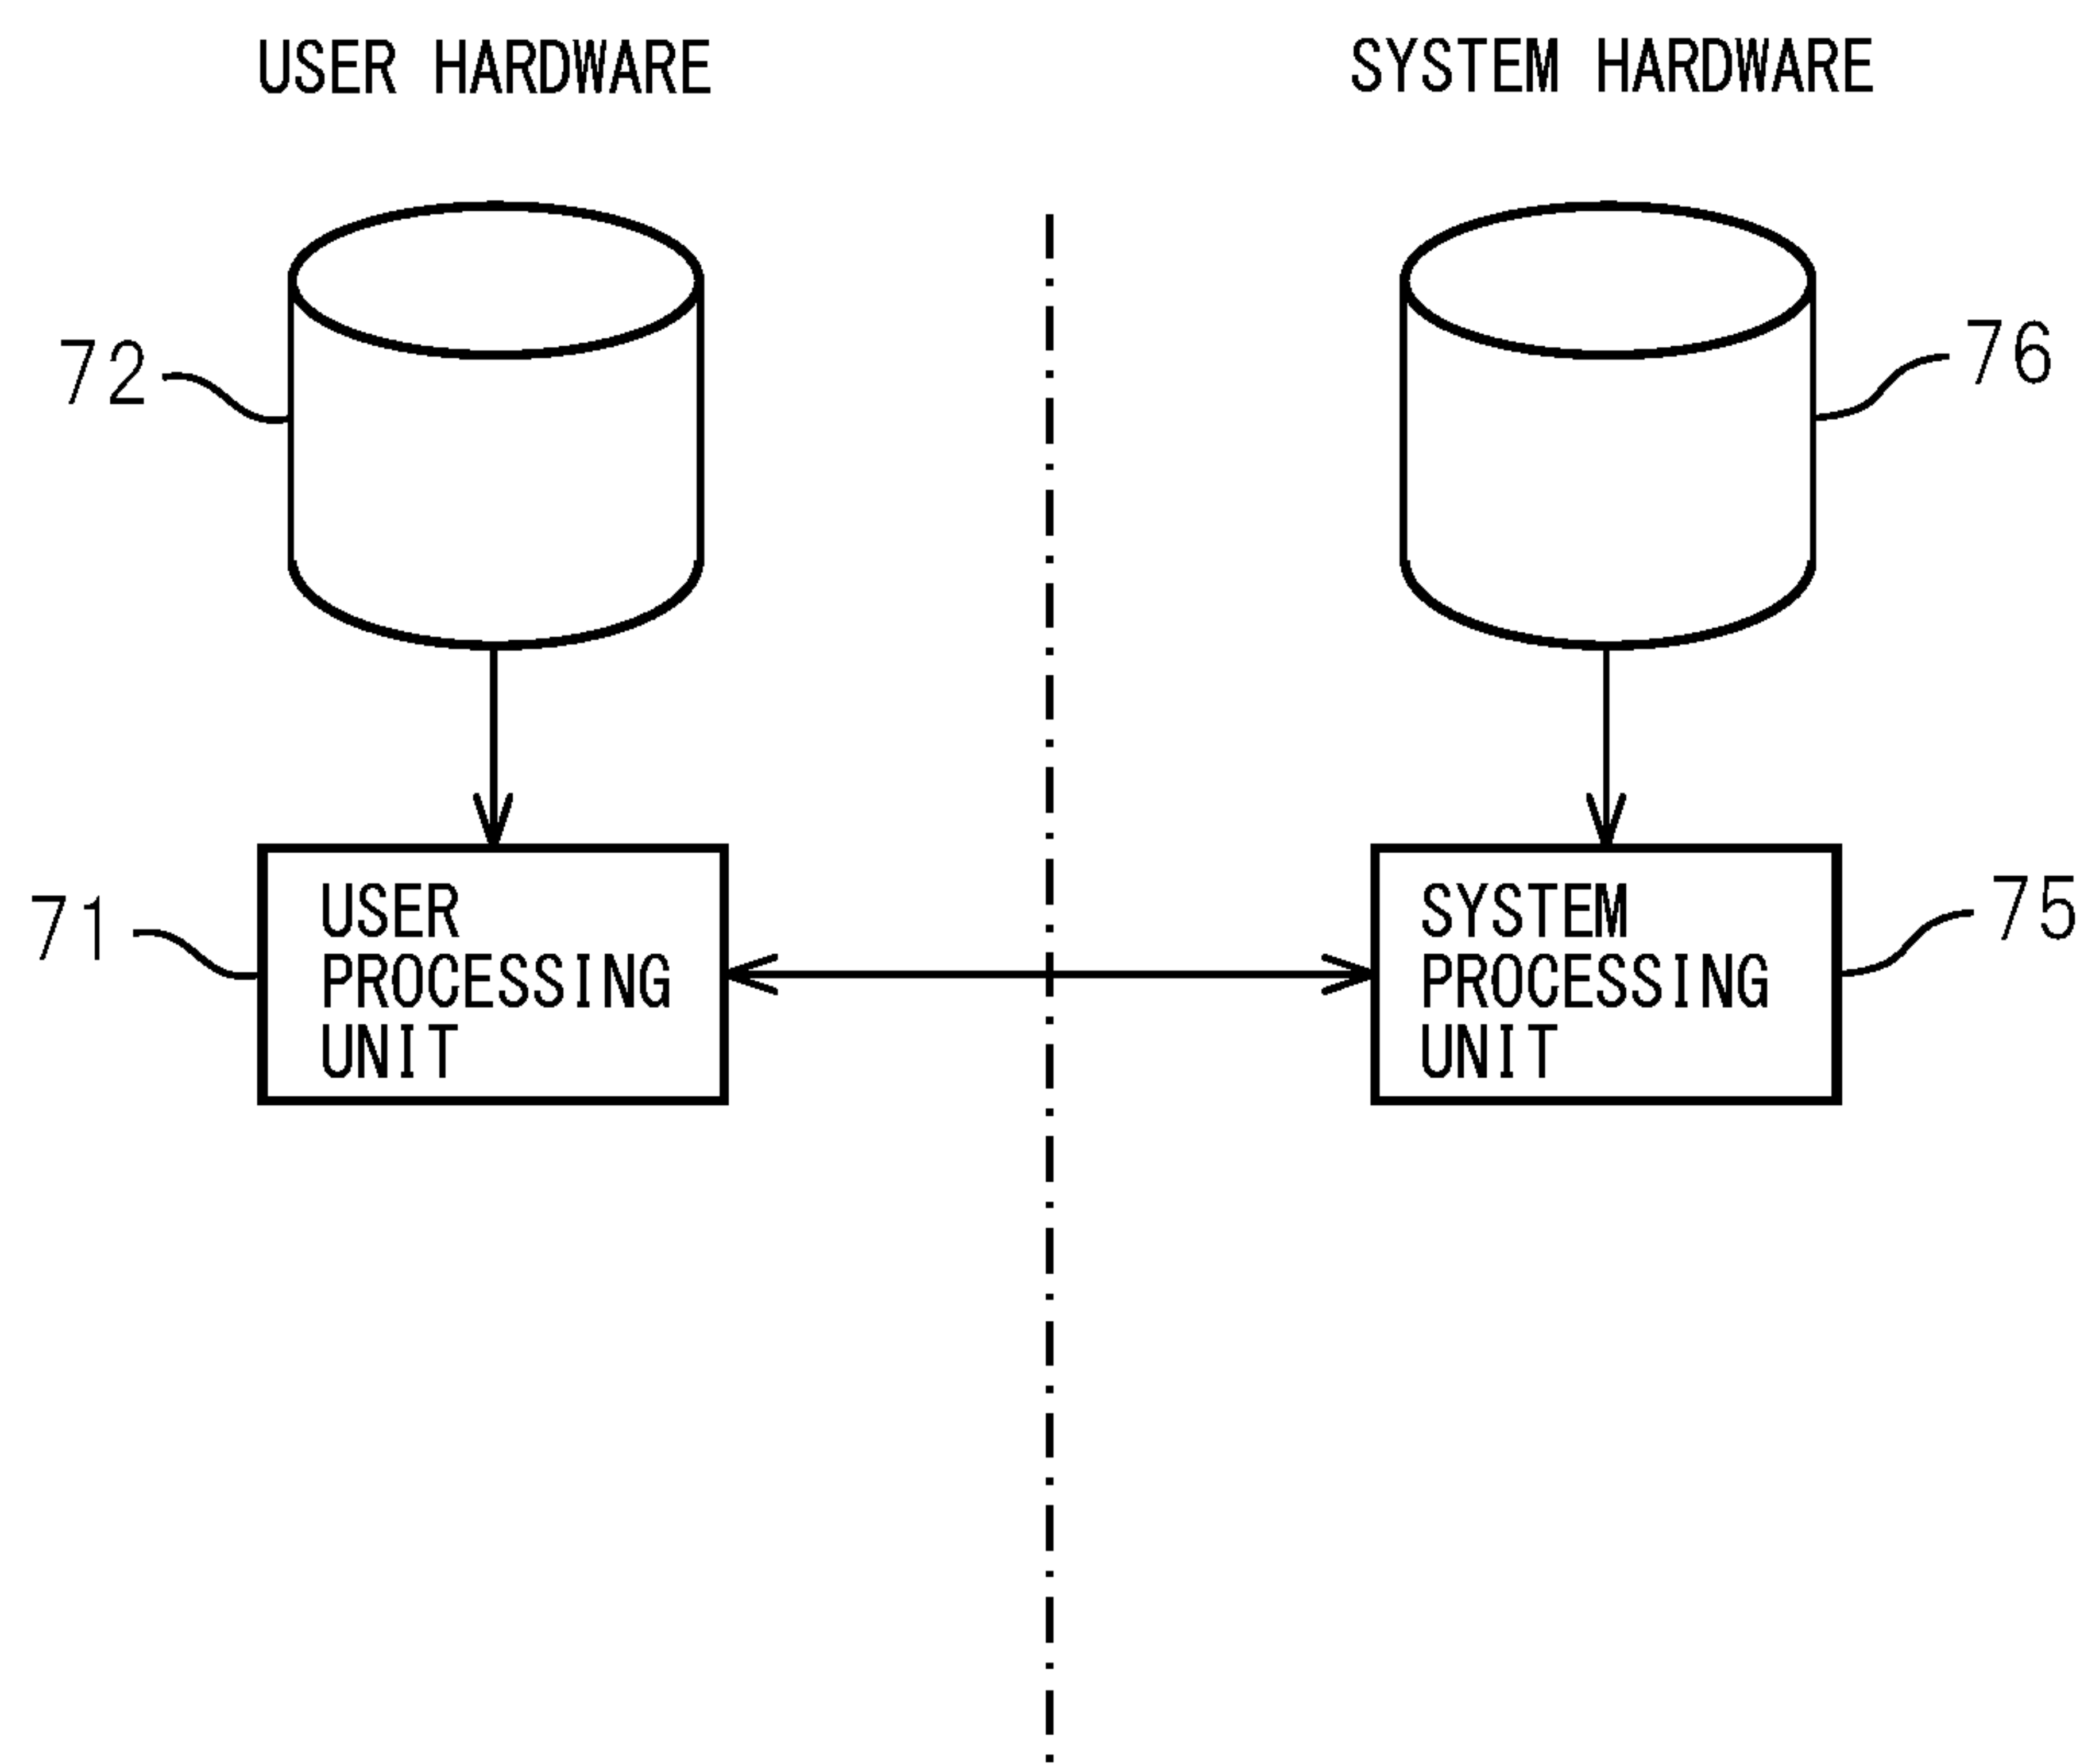 USER HARDWARE
SYSTEM HARDWARE
72
76
71
USER
PROCESSING
UNIT
SYSTEM
PROCESSING
UNIT
75